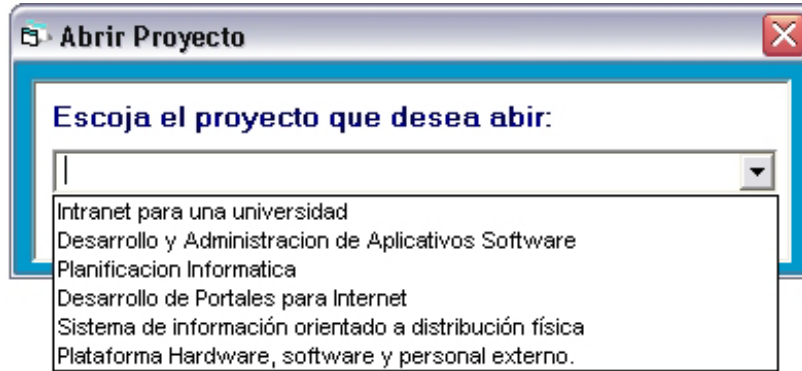 Abrir Proyecto
Escoja el proyecto que desea abir:
Intranet para una universidad
Desarrollo y Administracion de Aplicativos Software
Planificacion Informatica
Desarrollo de Portales para Internet
Sistema de información orientado a distribución física
Plataforma Hardware, software y personal externo.